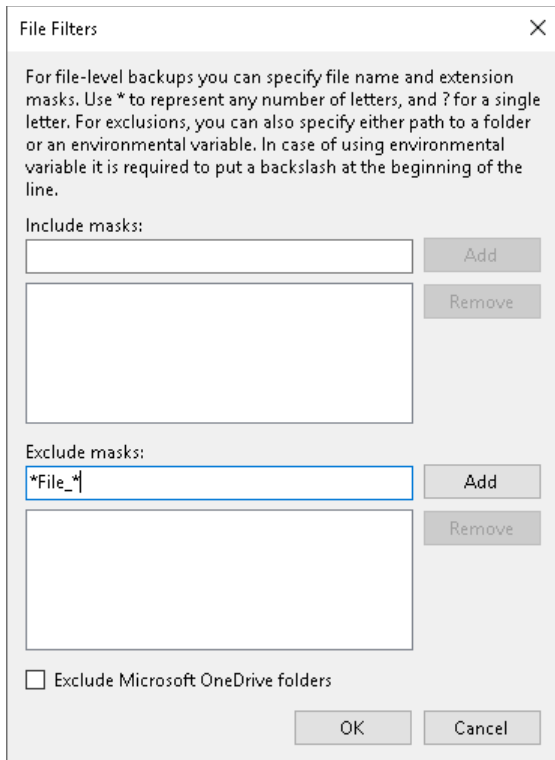 File Filters
For file-level backups you can specify file name and extension
masks. Use * to represent any number of letters, and ? for a single
letter. For exclusions, you can also specify either path to a folder
or an environmental variable. In case of using environmental
variable it is required to put a backslash at the beginning of the
line.
Include masks:
Add
Remove
Exclude masks:
*File_*
Add
Remove
Exclude Microsoft OneDrive folders
OK
Cancel